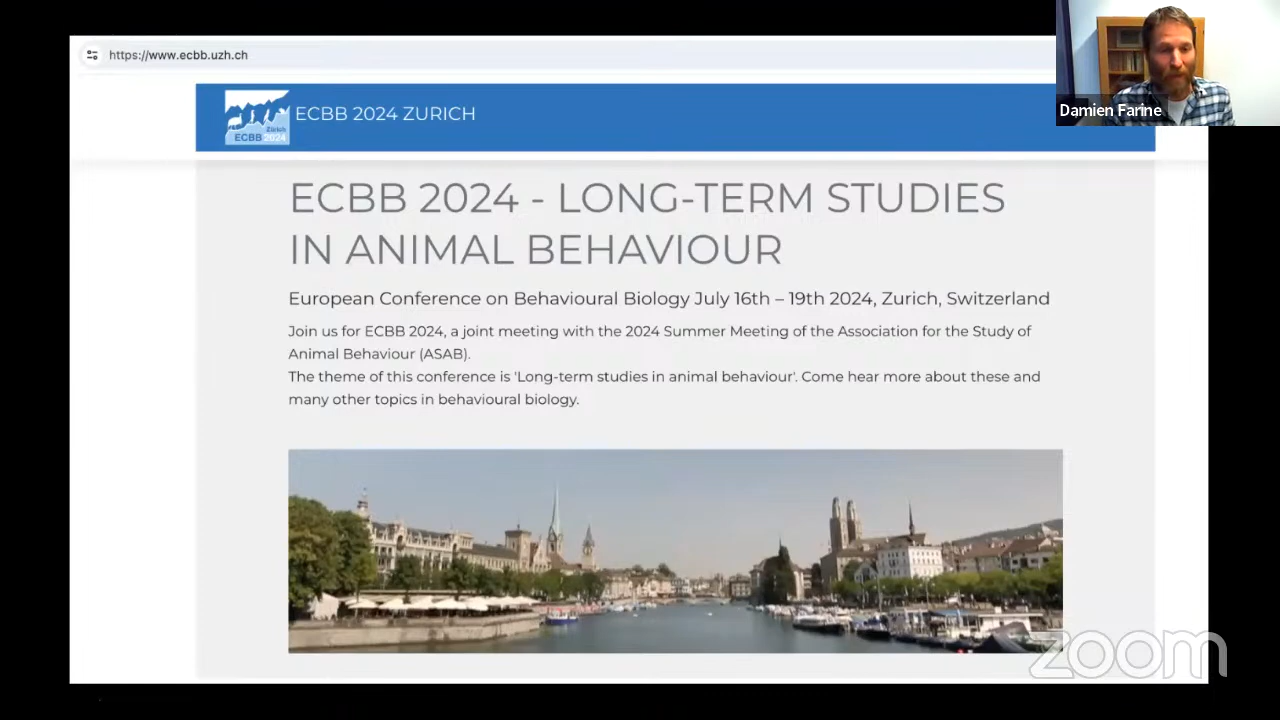 https://www.ecbb.uzh.ch
Damien Farine
Zürich
ECBB 2024
ECBB 2024 ZURICH
ECBB 2024 - LONG-TERM STUDIES
IN ANIMAL BEHAVIOUR
European Conference on Behavioural Biology July 16th – 19th 2024, Zurich, Switzerland
Join us for ECBB 2024, a joint meeting with the 2024 Summer Meeting of the Association for the Study of
Animal Behaviour (ASAB).
The theme of this conference is 'Long-term studies in animal behaviour'. Come hear more about these and
many other topics in behavioural biology.
zoom